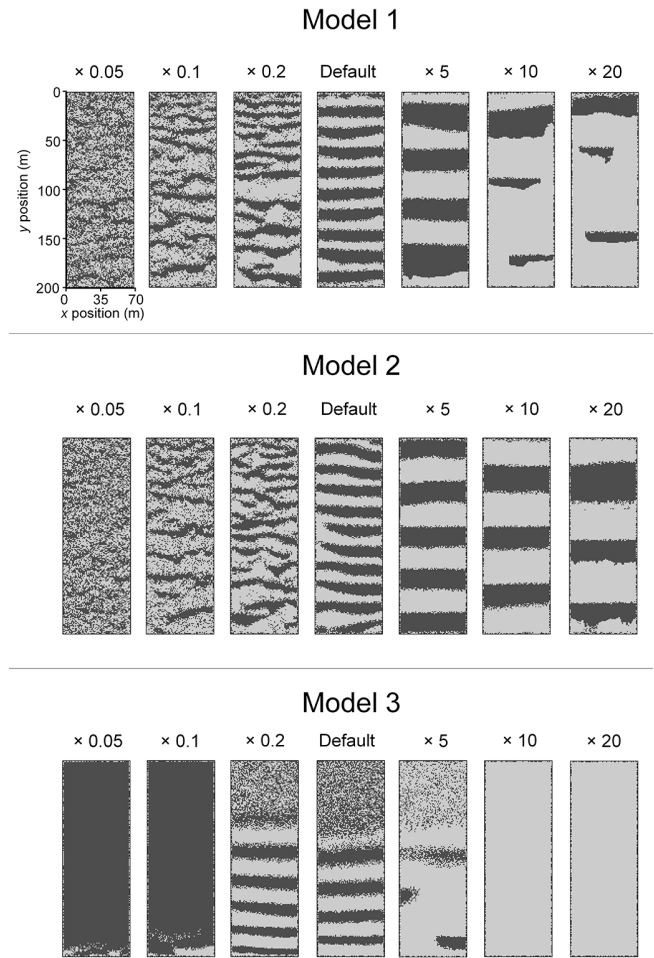 Model 1
× 0.05 × 0.1 × 0.2 Default × 5 × 10 × 20
0
50
100
150
200
y position (m)
0 35 70
x position (m)
Model 2
× 0.05 × 0.1 × 0.2 Default × 5 × 10 × 20
Model 3
× 0.05 × 0.1 × 0.2 Default × 5 × 10 × 20